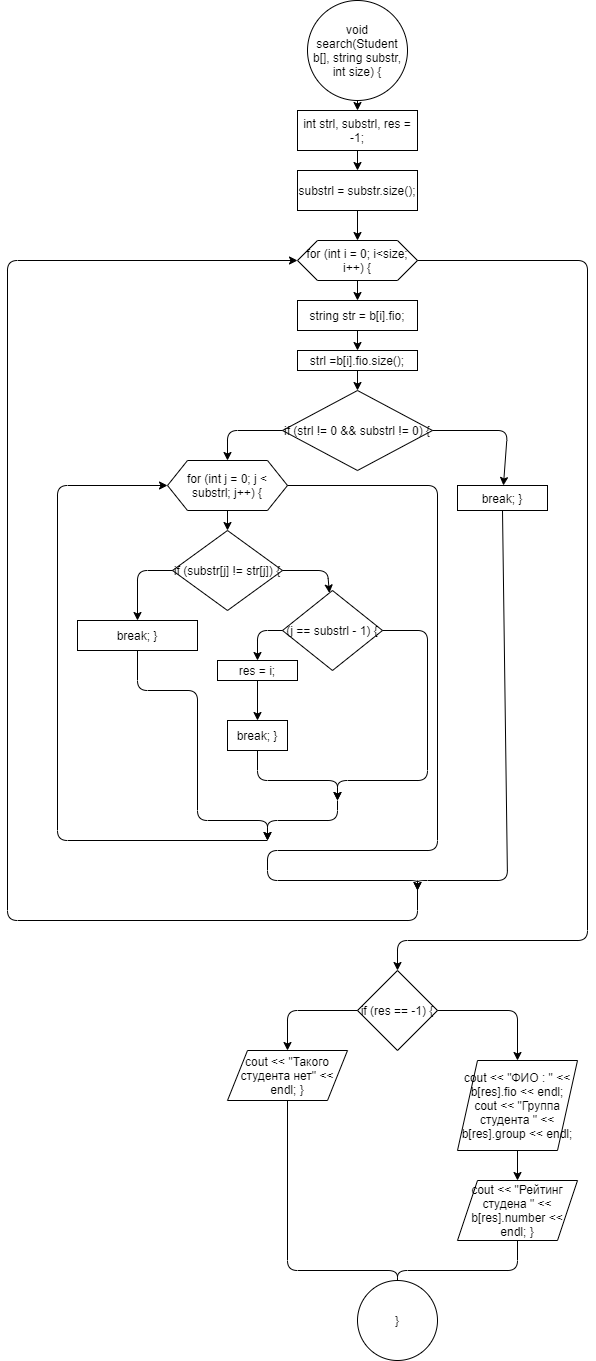 void
search(Student
b[], string substr,
int size) {
int strl, substrl, res =
-1;
substrl = substr.size();
for (int i = 0; i<size;
i++) {
string str = b[i].fio;
strl =b[i].fio.size();
if (strl != 0 && substrl != 0) {
for (int j = 0; j <
substrl; j++) {
break; }
if (substr[j] != str[j]) {
break; }
(j == substrl - 1) {
res = i;
break; }
if (res == -1) {
cout << "Такого
студента нет" <<
endl; }
cout << "ФИО : " <<
b[res].fio << endl;
cout << "Группа
студента " <<
b[res].group << endl;
cout << "Рейтинг
студена " <<
b[res].number <<
endl; }
}